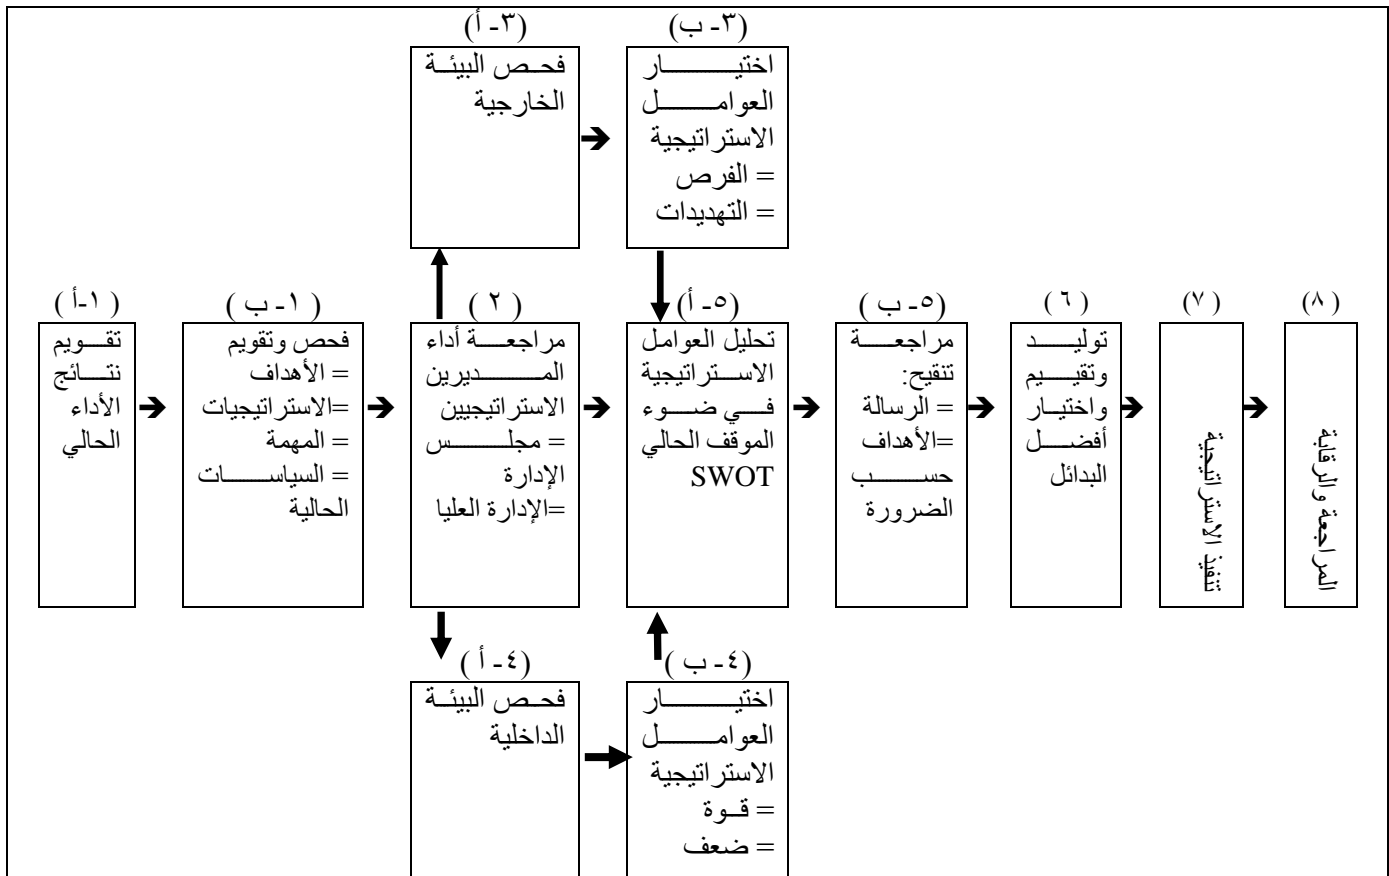 (٣- أ)
فحص البيئة
الخارجية
(٣- ب)
اختيار
العوامل
الاستراتيجية
= الفرص
= التهديدات
( ١- أ )
تقويم
نتائج
الأداء
الحالي
( ١- ب )
فحص وتقويم
= الأهداف
=الاستراتيجيات
= المهمة
= السياسات
الحالية
( ٢ )
مراجعة أداء
المديرين
الاستراتيجيين
= مجلس
الإدارة
=الإدارة العليا
(٥- أ)
تحليل العوامل
الاستراتيجية
في ضوء
الموقف الحالي
SWOT
(٥- ب )
مراجعة
تنقيح:
= الرسالة
=الأهداف
حسب
الضرورة
( ٦ )
توليد
وتقييم
واختيار
أفضل
البدائل
(٧ )
تنفيذ الاستراتيجية
(٨ )
المراجعة والرقابة
(٤- أ )
فحص البيئة
الداخلية
(٤- ب )
اختيار
العوامل
الاستراتيجية
= قوة
= ضعف